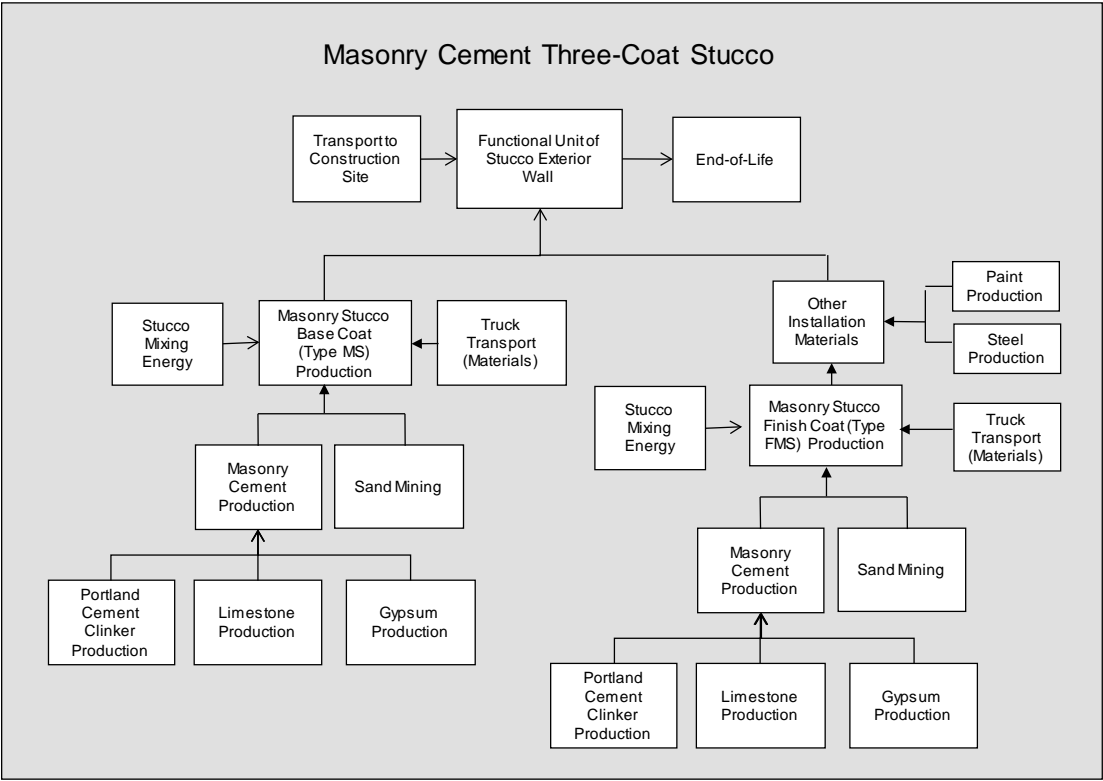 Masonry Cement Three-Coat Stucco
Transport to
Construction
Site
Functional Unit of
Stucco Exterior
Wall
End-of-Life
Stucco
Mixing
Energy
Masonry Stucco
Base Coat
(Type MS)
Production
Truck
Transport
(Materials)
Other
Installation
Materials
Paint
Production
Steel
Production
Stucco
Mixing
Energy
Masonry Stucco
Finish Coat (Type
FMS) Production
Truck
Transport
(Materials)
Masonry
Cement
Production
Sand Mining
Masonry
Cement
Production
Sand Mining
Portland
Cement
Clinker
Production
Limestone
Production
Gypsum
Production
Portland
Cement
Clinker
Production
Limestone
Production
Gypsum
Production